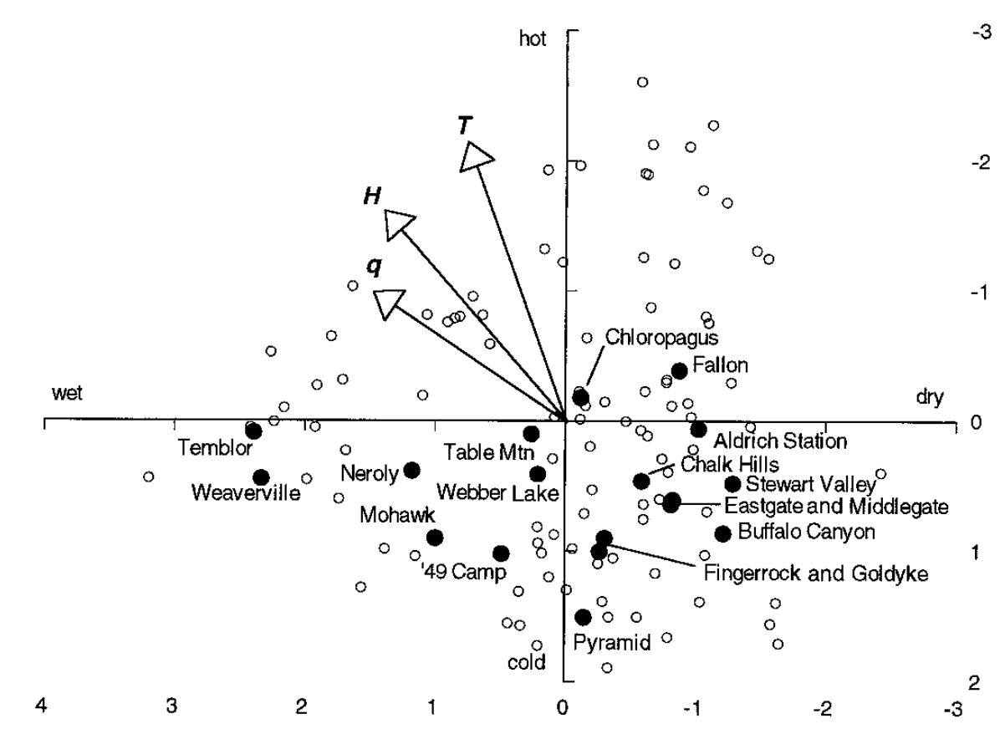 hot
-3
T
-2
H
q
-1
Chloropagus
Fallon
wet
dry
0
Temblor
Table Mtn
Aldrich Station
Neroly
Chalk Hills
Weaverville
Webber Lake
Stewart Valley
Mohawk
Eastgate and Middlegate
Buffalo Canyon
1
'49 Camp
Fingerrock and Goldyke
Pyramid
cold
2
4 3 2 1 0 -1 -2 -3